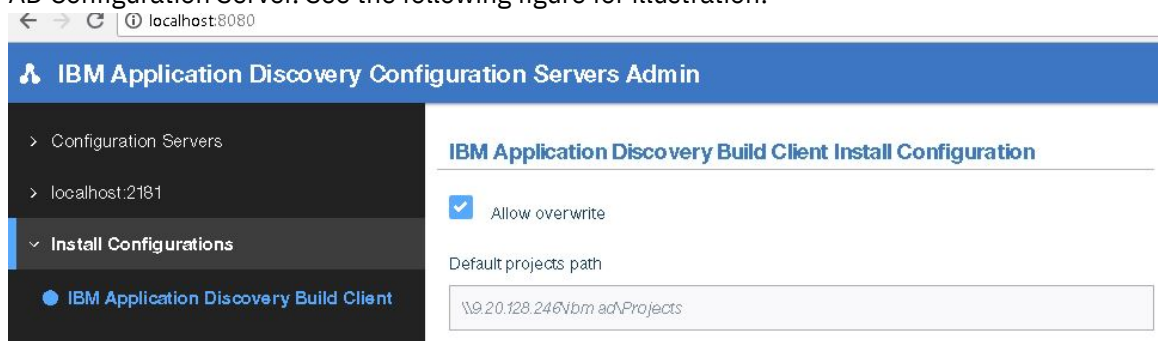 AD Configuration Server. See the following figure for illustration.
localhost:8080
IBM Application Discovery Configuration Servers Admin
> Configuration Servers
> localhost:2181
Install Configurations
IBM Application Discovery Build Client
IBM Application Discovery Build Client Install Configuration
Allow overwrite
Default projects path
\\9.20.128.246\ibm ad\Projects